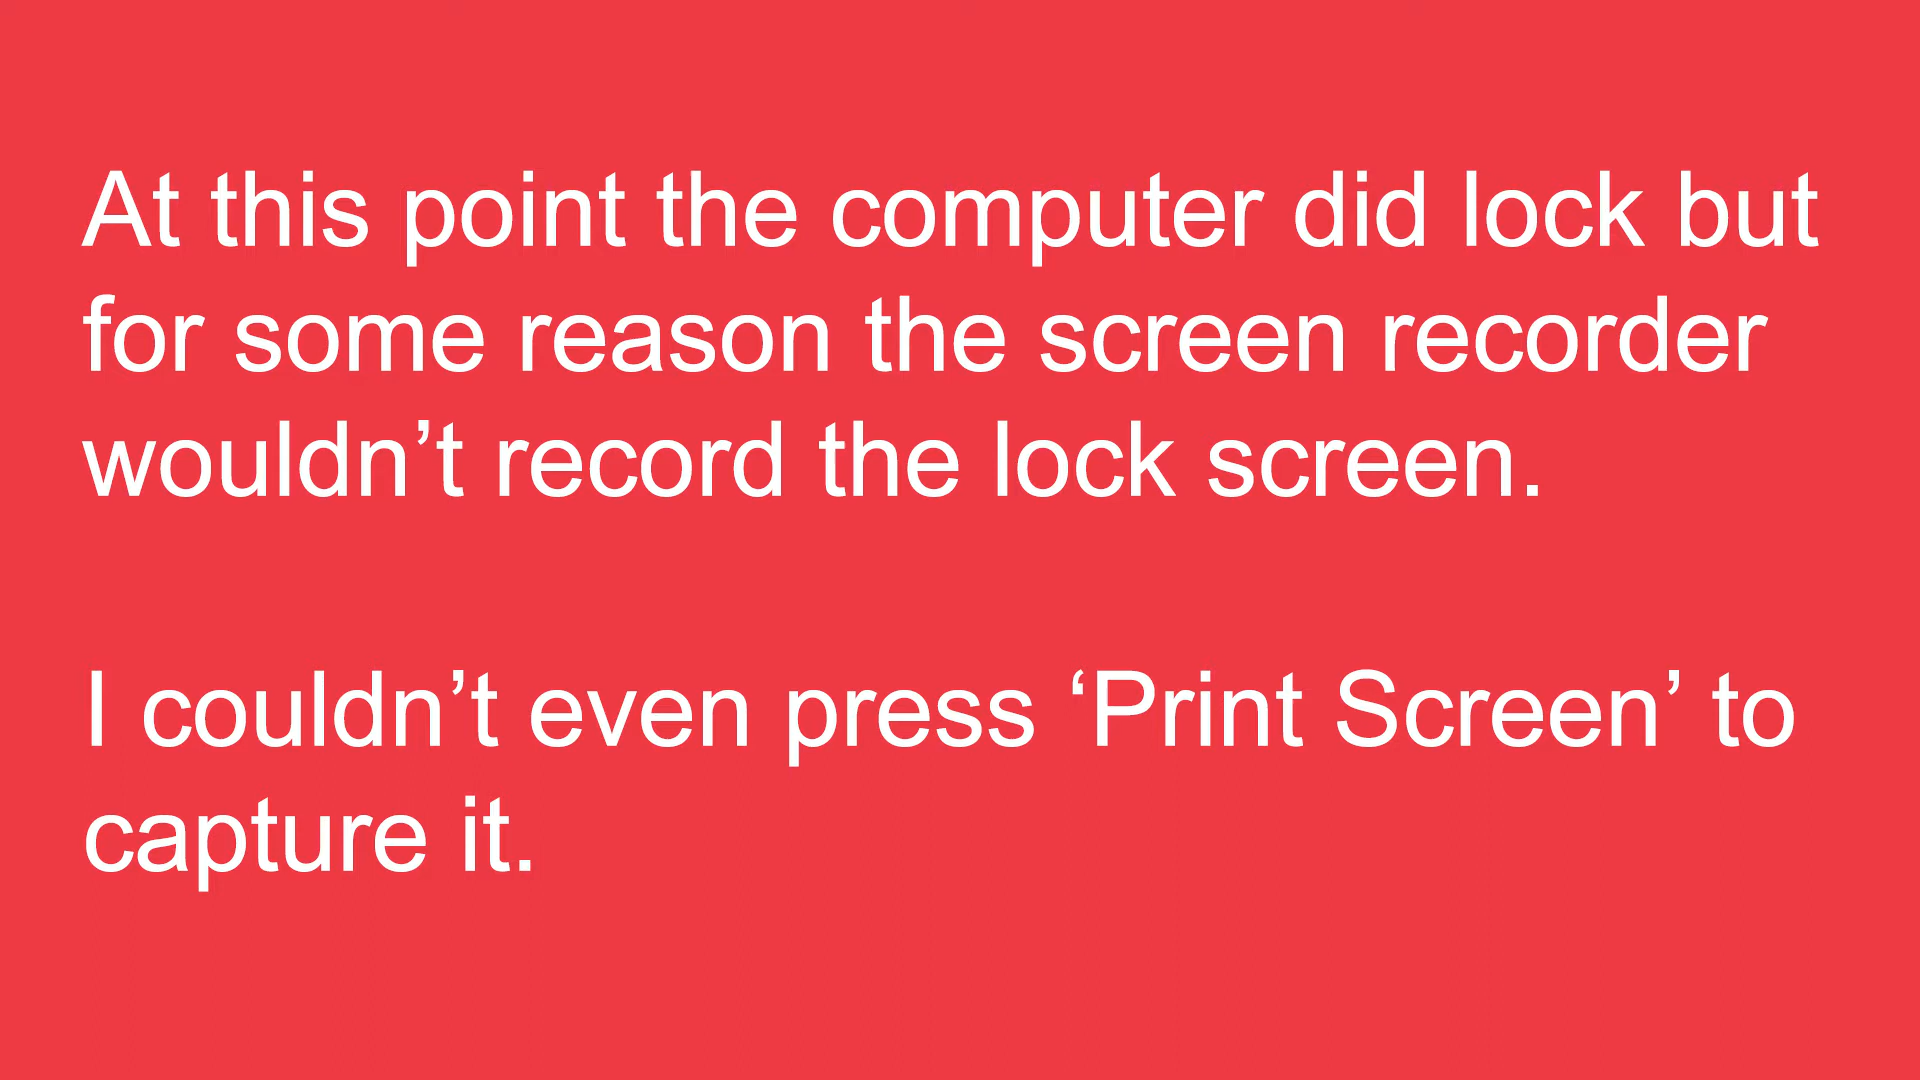 At this point the computer did lock but
for some reason the screen recorder
wouldn’t record the lock screen.
I couldn’t even press ‘Print Screen’ to
capture it.